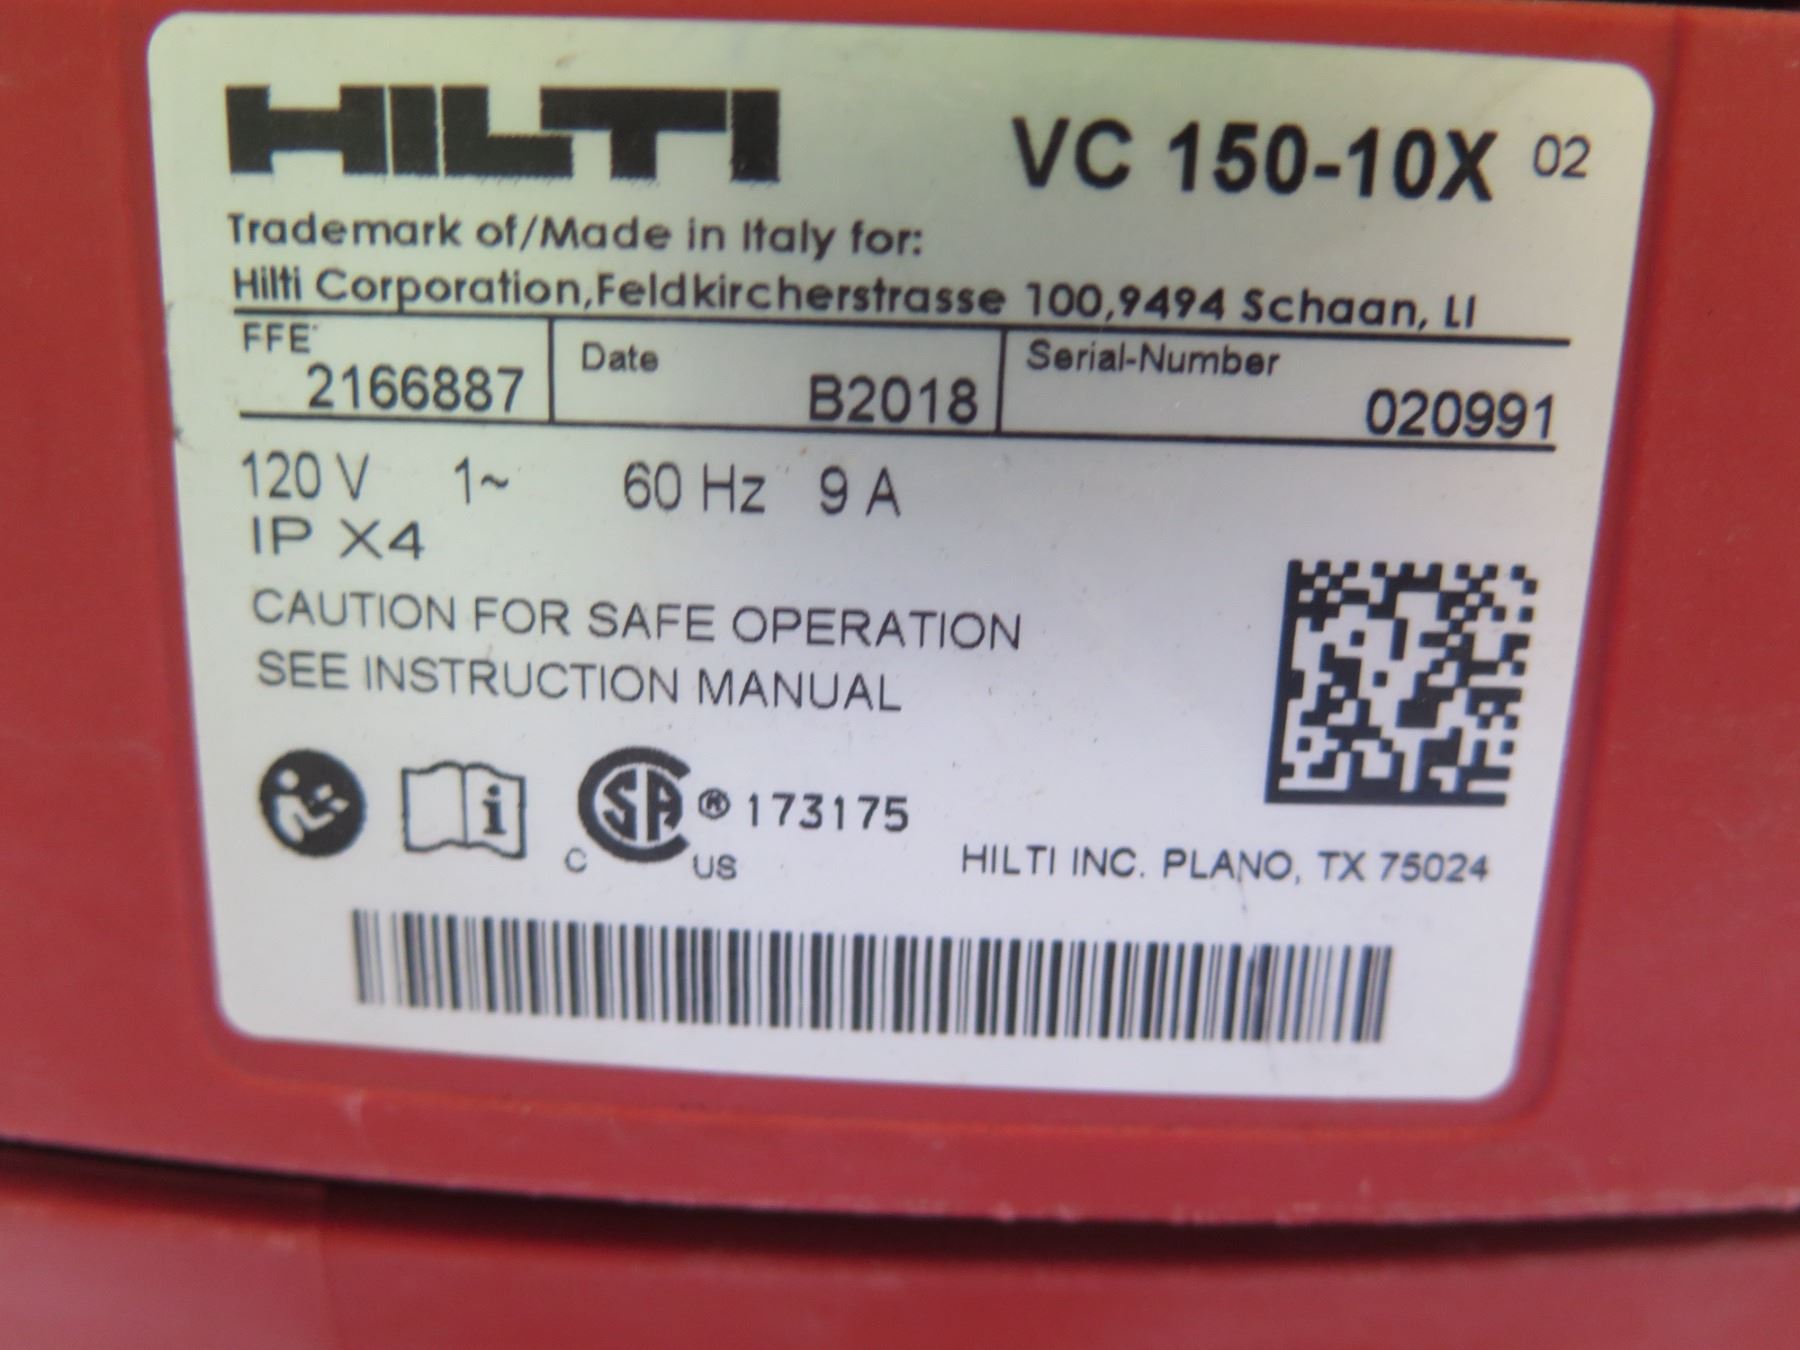 HILTI
VC 150-10X 02
Trademark of/Made in Italy for:
Hilti Corporation,Feldkircherstrasse 100,9494 Schaan, LI
FFE 2166887
Date B2018
Serial-Number 020991
120 V 1~ 60 Hz 9 A
IP X4
CAUTION FOR SAFE OPERATION
SEE INSTRUCTION MANUAL
i
C SA US ® 173175
HILTI INC. PLANO, TX 75024